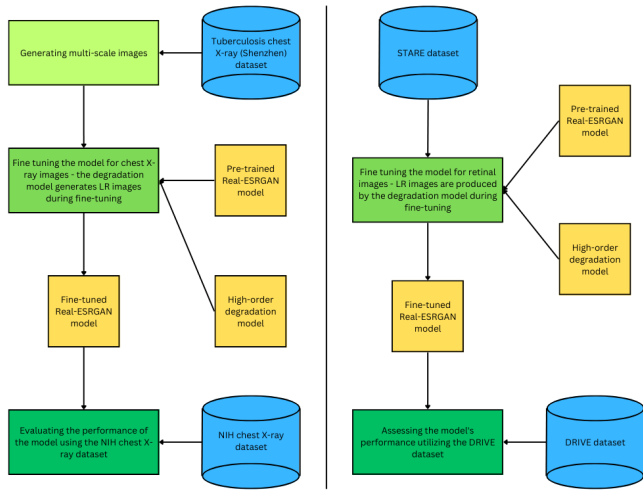 Generating multi-scale images
Tuberculosis chest
X-ray (Shenzhen)
dataset
Fine tuning the model for chest X-
ray images - the degradation
model generates LR images
during fine-tuning
Pre-trained
Real-ESRGAN
model
Fine-tuned
Real-ESRGAN
model
High-order
degradation
model
Evaluating the performance of
the model using the NIH chest X-
ray dataset
NIH chest X-ray
dataset
STARE dataset
Pre-trained
Real-ESRGAN
model
Fine tuning the model for retinal
images - LR images are produced
by the degradation model during
fine-tuning
High-order
degradation
model
Fine-tuned
Real-ESRGAN
model
Assessing the model's
performance utilizing the DRIVE
dataset
DRIVE dataset